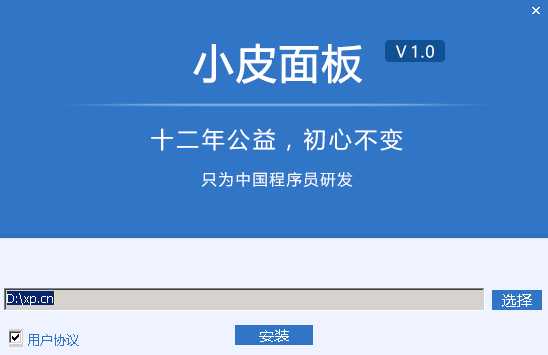 小皮面板 V 1.0
十二年公益，初心不变
只为中国程序员研发
D:\xp.cn 选择
用户协议 安装